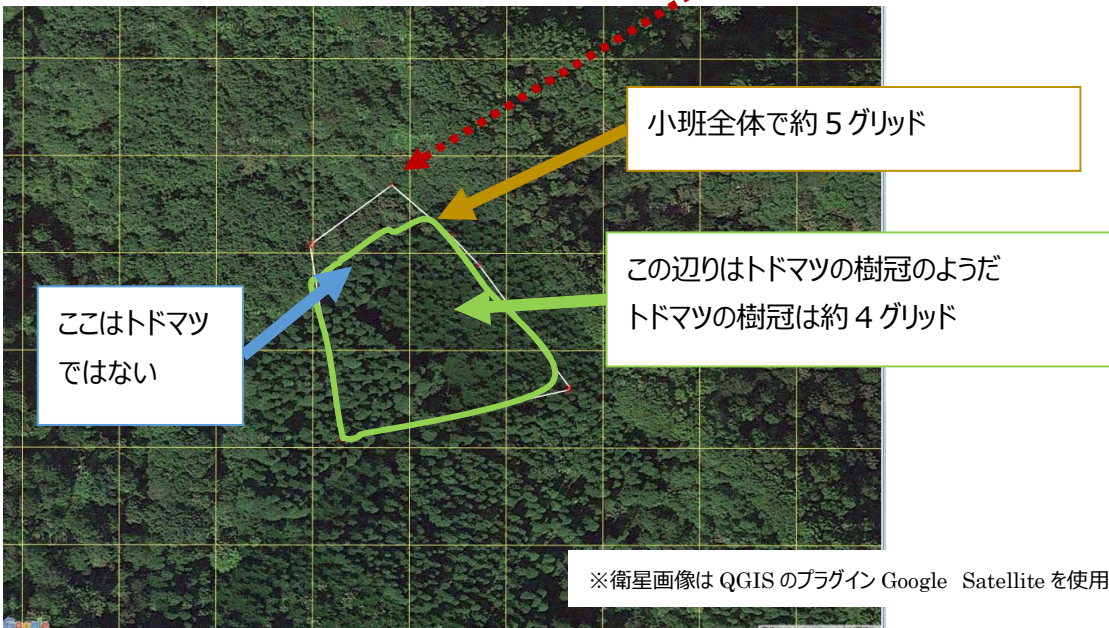 小班全体で約 5 グリッド
この辺りはトドマツの樹冠のようだ
トドマツの樹冠は約 4 グリッド
ここはトドマツ
ではない
※衛星画像は QGIS のプラグイン Google Satellite を使用
Google